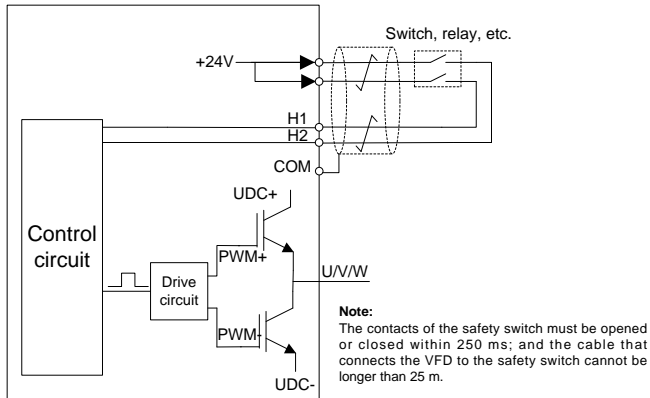 Switch, relay, etc.
+24V
H1
H2
COM
UDC+
Control
circuit
PWM+
Drive
circuit
U/V/W
PWM-
UDC-
Note:
The contacts of the safety switch must be opened
or closed within 250 ms; and the cable that
connects the VFD to the safety switch cannot be
longer than 25 m.